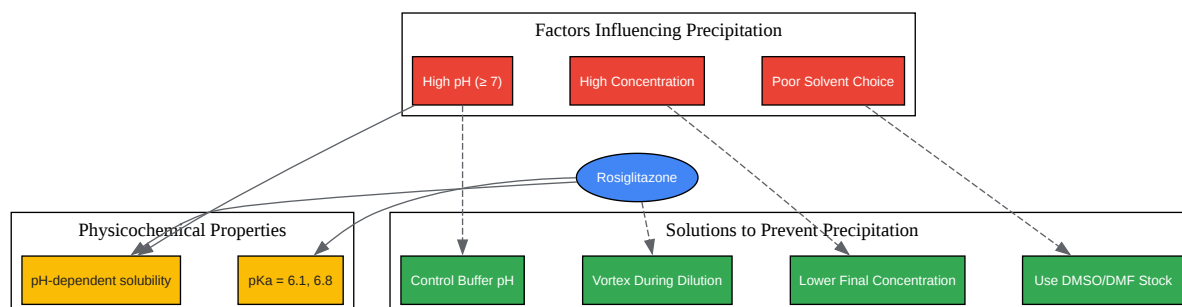 Factors Influencing Precipitation
High pH (≥ 7)
High Concentration
Poor Solvent Choice
Rosiglitazone
Physicochemical Properties
pH-dependent solubility
pKa = 6.1, 6.8
Solutions to Prevent Precipitation
Control Buffer pH
Vortex During Dilution
Lower Final Concentration
Use DMSO/DMF Stock